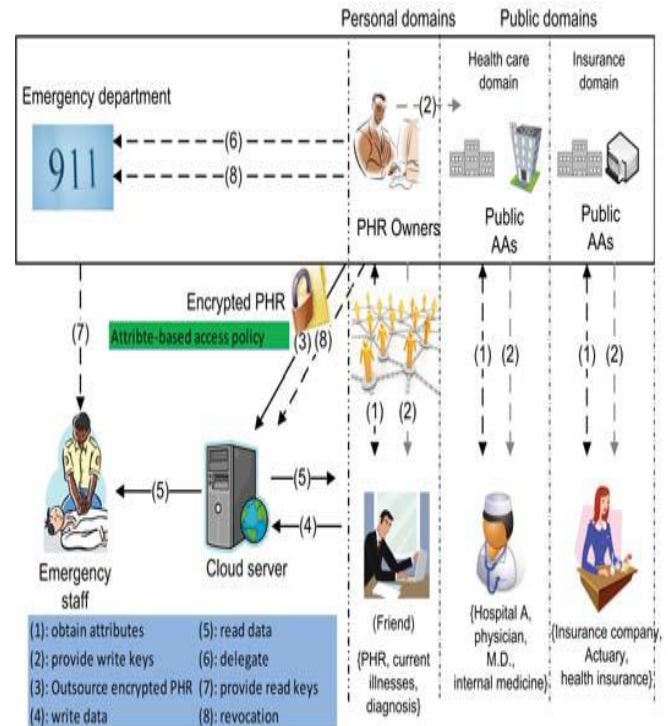 Personal domains
Public domains
Emergency department
911
(6)
(8)
(2)
PHR Owners
Health care
domain
Public
AAs
Insurance
domain
Public
AAs
Encrypted PHR
Attribte-based access policy
(3)
(8)
(7)
(1)
(2)
(1)
(2)
(1)
(2)
(5)
(5)
(4)
Emergency
staff
Cloud server
(Friend)
{PHR, current
illnesses,
diagnosis}
{Hospital A,
physician,
M.D.,
internal medicine}
{Insurance company,
Actuary,
health insurance}
(1): obtain attributes
(2): provide write keys
(3): Outsource encrypted PHR
(4): write data
(5): read data
(6): delegate
(7): provide read keys
(8): revocation